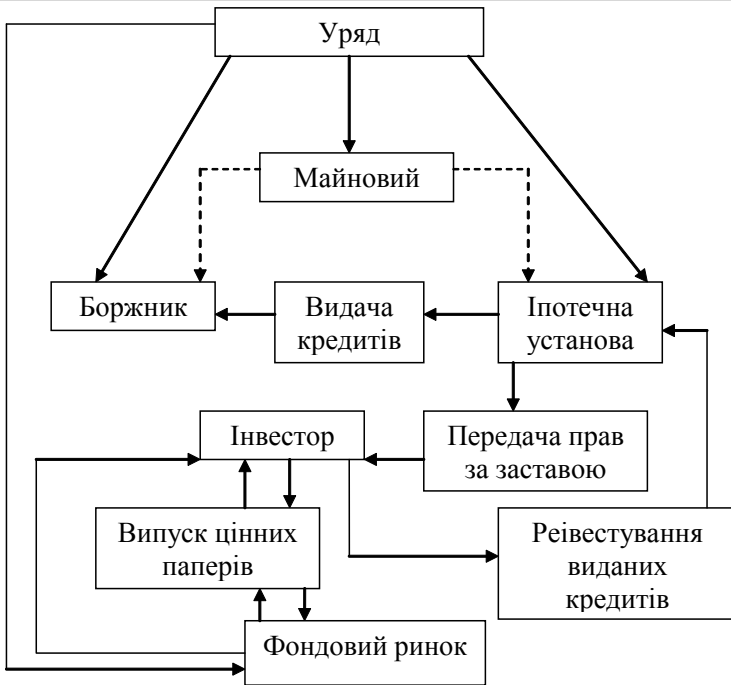 Уряд
Майновий
Боржник
Видача
кредитів
Іпотечна
установа
Інвестор
Передача прав
за заставою
Випуск цінних
паперів
Реівестування
виданих
кредитів
Фондовий ринок